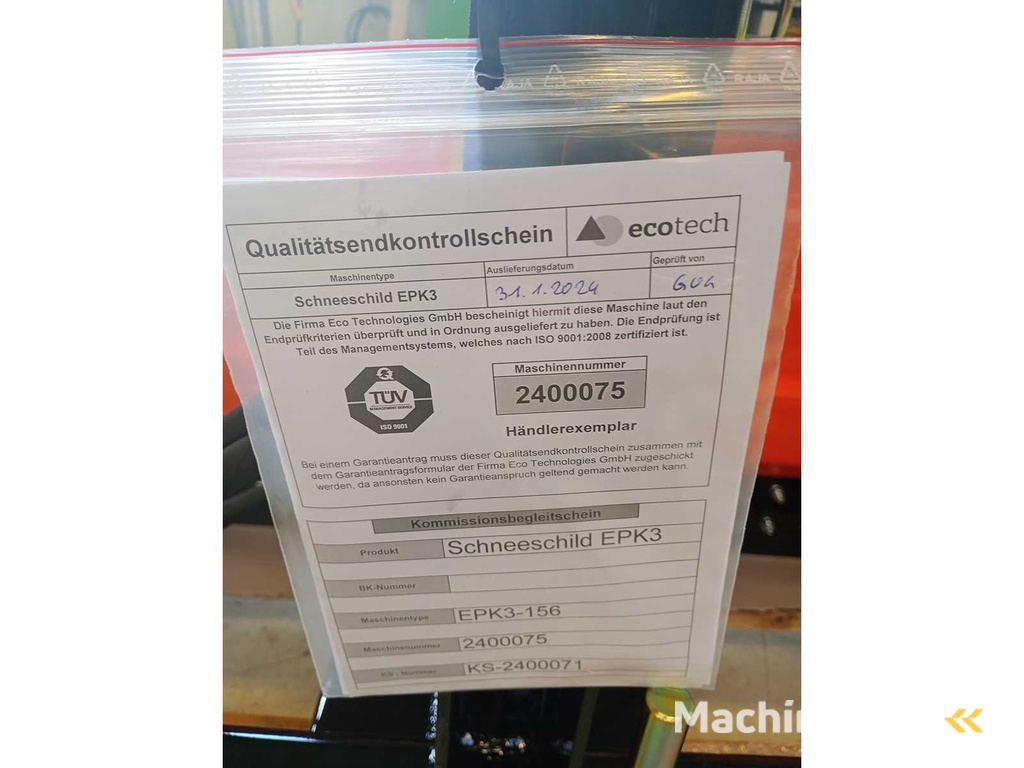 RAJA
RAJA
Qualitätsendkontrollschein
ecotech
Maschinentype
Auslieferungsdatum
Geprüft von
Schneeschild EPK3
31.1.2024
Die Firma Eco Technologies GmbH bescheinigt hiermit diese Maschine laut den
Endprüfkriterien überprüft und in Ordnung ausgeliefert zu haben. Die Endprüfung ist
Teil des Managementsystems, welches nach ISO 9001:2008 zertifiziert ist.
TÜV
MANAGEMENT SERVICE
ISO 9001
Maschinennummer
2400075
Händlerexemplar
Bei einem Garantieantrag muss dieser Qualitätsendkontrollschein zusammen mit
dem Garantieantragsformular der Firma Eco Technologies GmbH zugeschickt
werden, da ansonsten kein Garantieanspruch geltend gemacht werden kann.
Kommissionsbegleitschein
Produkt
Schneeschild EPK3
BK-Nummer
Maschinentype
EPK3-156
Maschinennummer
2400075
KS - Nummer
KS-2400071
Machin